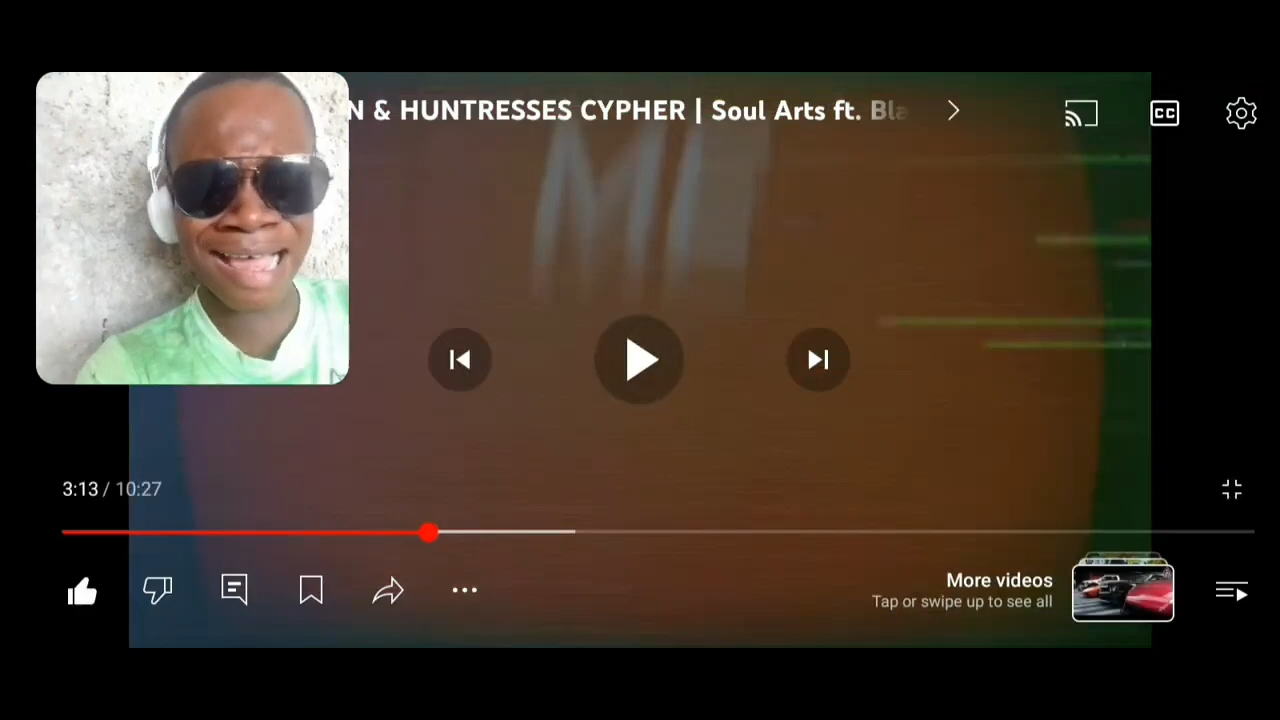 N & HUNTRESSES CYPHER | Soul Arts ft. Bla
CC
3:13 / 10:27
More videos
Tap or swipe up to see all